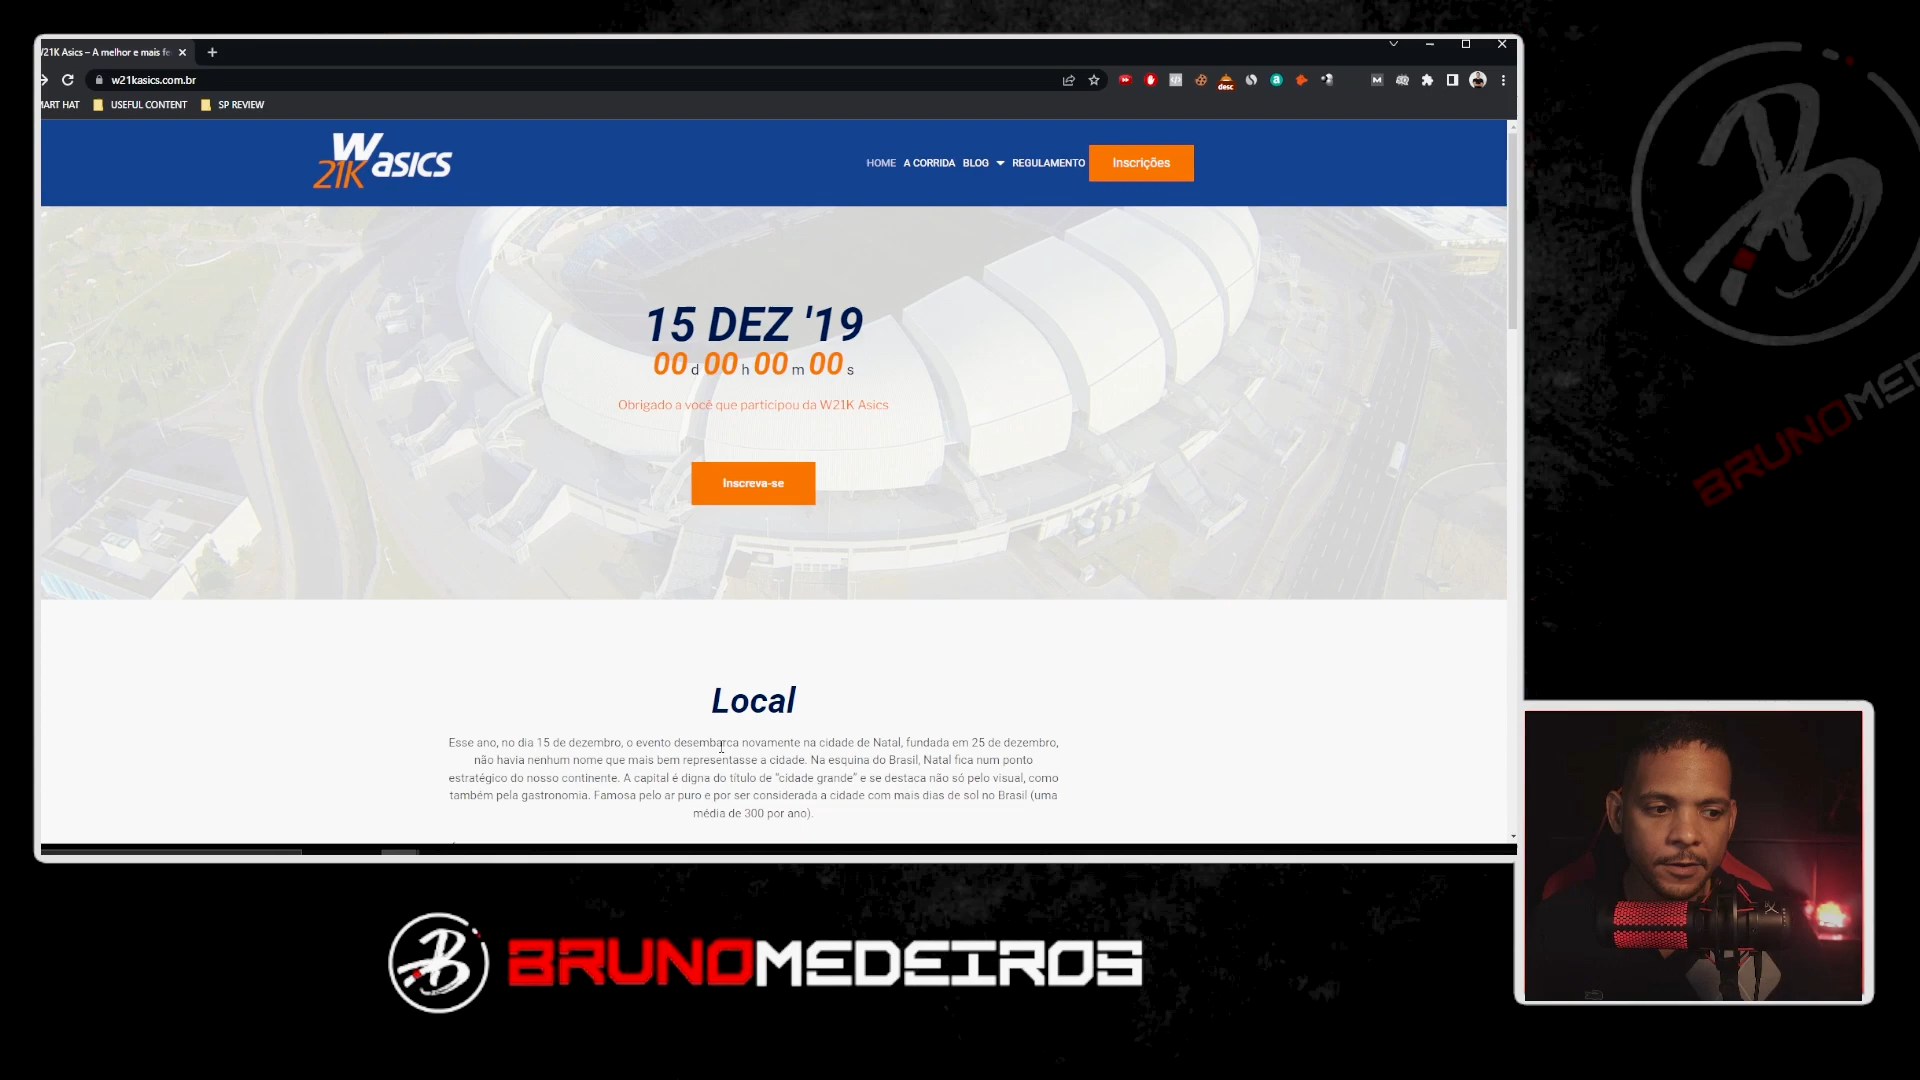 /21K Asics – A melhor e mais fe
w21kasics.com.br
desc
MART HAT
USEFUL CONTENT
SP REVIEW
W
21K asics
HOME
A CORRIDA
BLOG
REGULAMENTO
Inscrições
15 DEZ '19
00 d 00 h 00 m 00 s
Obrigado a você que participou da W21K Asics
Inscreva-se
Local
Esse ano, no dia 15 de dezembro, o evento desembarca novamente na cidade de Natal, fundada em 25 de dezembro,
não havia nenhum nome que mais bem representasse a cidade. Na esquina do Brasil, Natal fica num ponto
estratégico do nosso continente. A capital é digna do título de “cidade grande” e se destaca não só pelo visual, como
também pela gastronomia. Famosa pelo ar puro e por ser considerada a cidade com mais dias de sol no Brasil (uma
média de 300 por ano).
BRUNOMEDEIROS
BRUNOMED